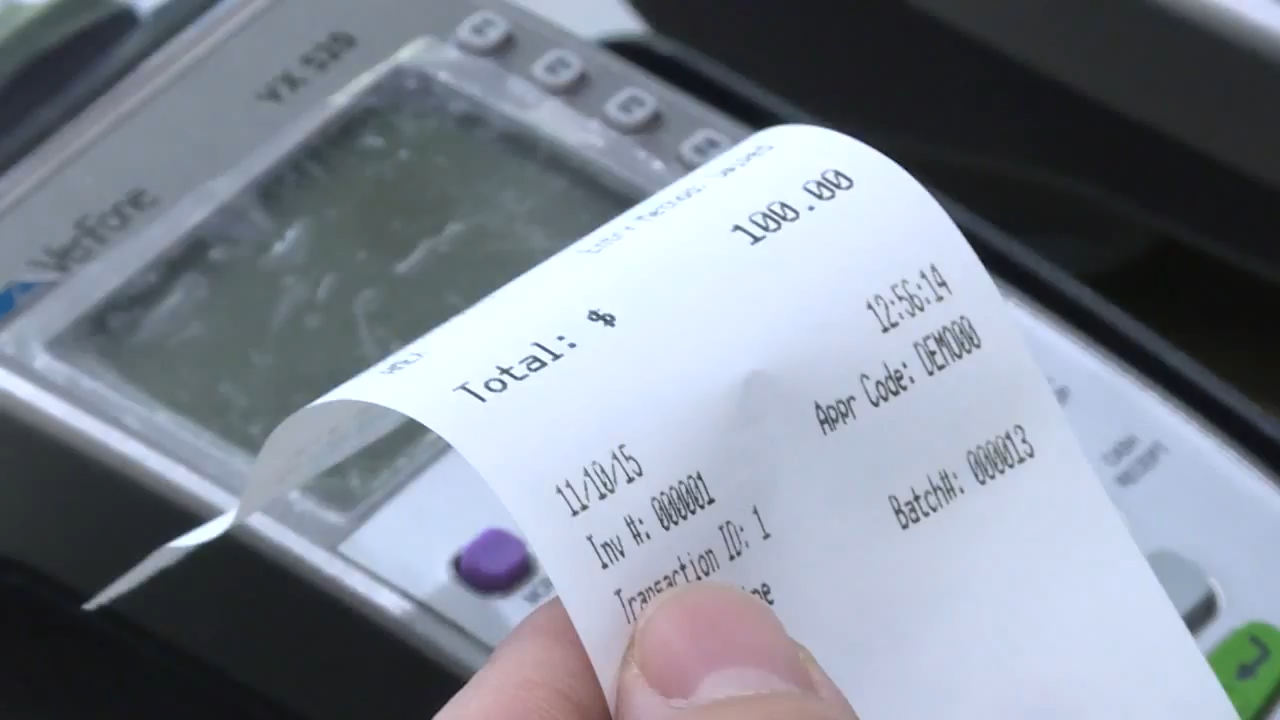 VX 520
VeriFone
Total: $ 100.00
11/10/15 12:56:14
Inv #: 000001 Appr Code: DEMO00
Transaction ID: 1 Batch#: 000013